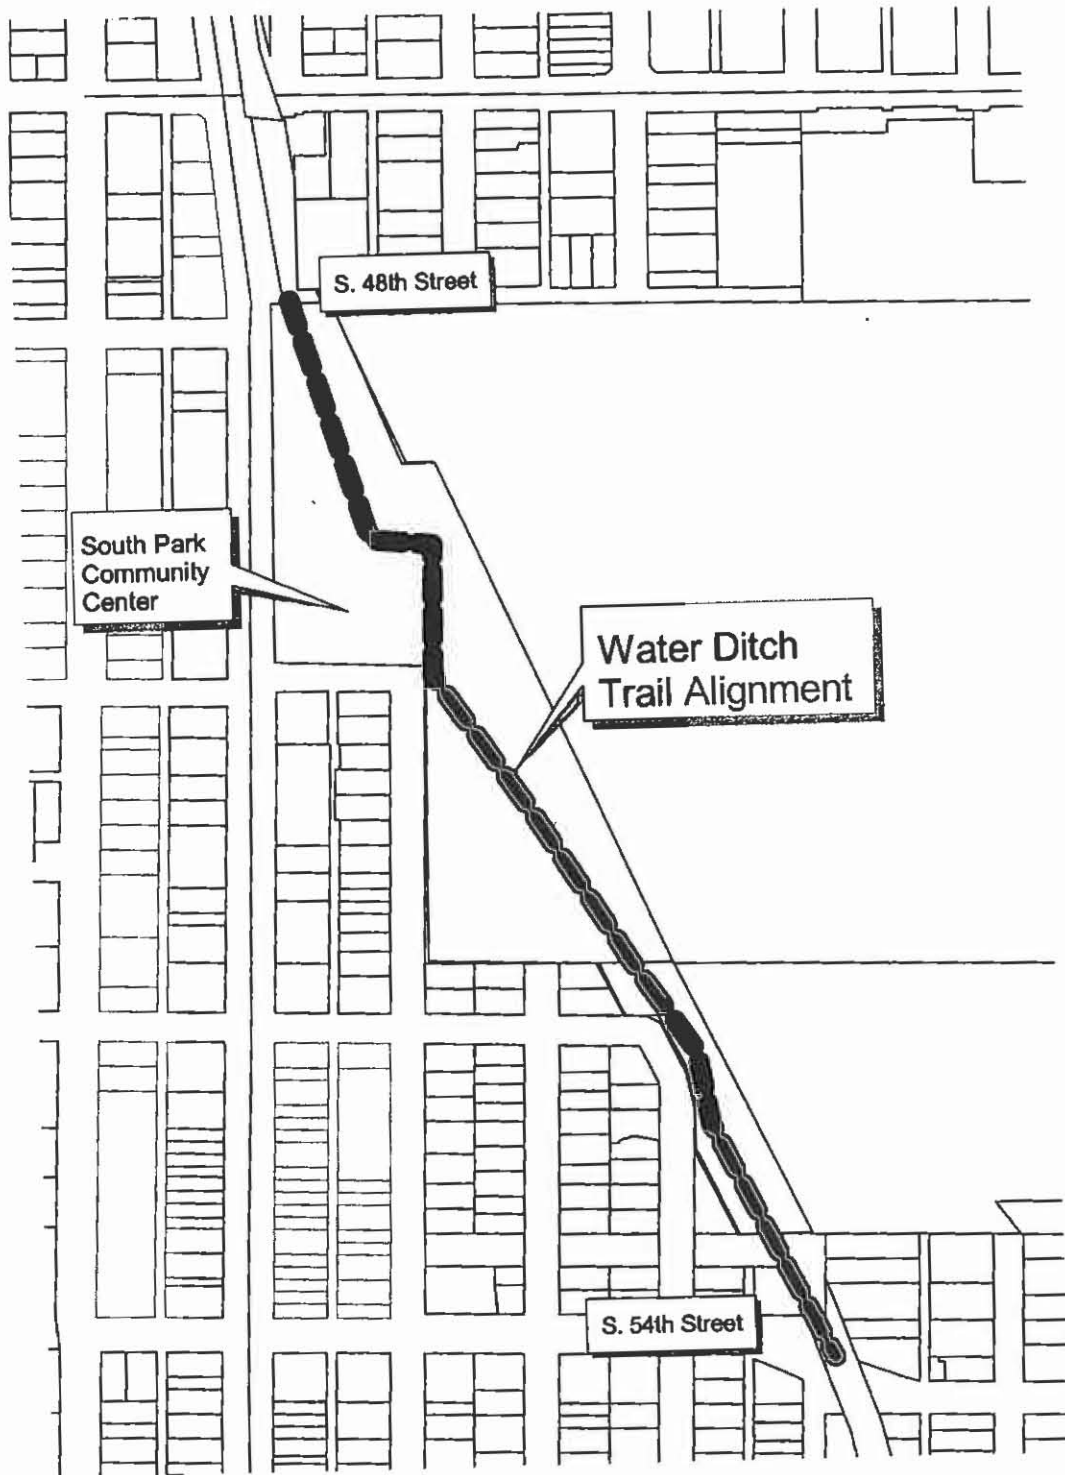 S. 48th Street
South Park
Community
Center
Water Ditch
Trail Alignment
S. 54th Street